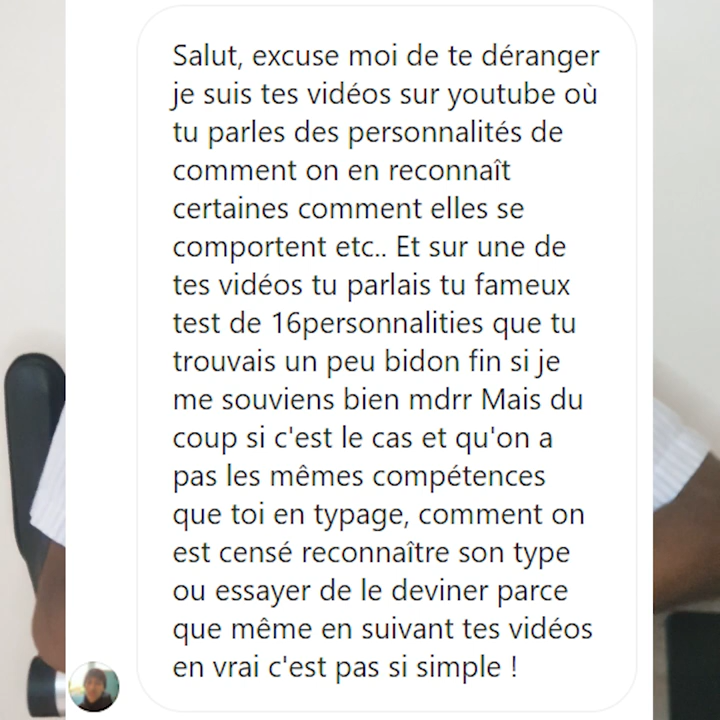 Salut, excuse moi de te déranger
je suis tes vidéos sur youtube où
tu parles des personnalités de
comment on en reconnaît
certaines comment elles se
comportent etc.. Et sur une de
tes vidéos tu parlais tu fameux
test de 16personnalities que tu
trouvais un peu bidon fin si je
me souviens bien mdrr Mais du
coup si c'est le cas et qu'on a
pas les mêmes compétences
que toi en typage, comment on
est censé reconnaître son type
ou essayer de le deviner parce
que même en suivant tes vidéos
en vrai c'est pas si simple !